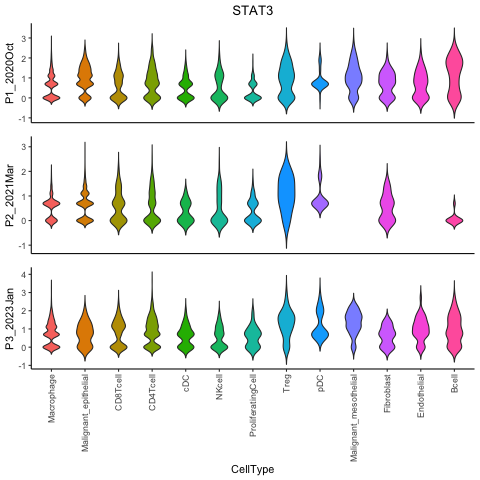 STAT3
P1_2020Oct
3
2
1
0
-1
P2_2021Mar
3
2
1
0
-1
P3_2023Jan
4
3
2
1
0
-1
Macrophage
Malignant_epithelial
CD8Tcell
CD4Tcell
cDC
NKcell
ProliferatingCell
Treg
pDC
Malignant_mesothelial
Fibroblast
Endothelial
Bcell
CellType